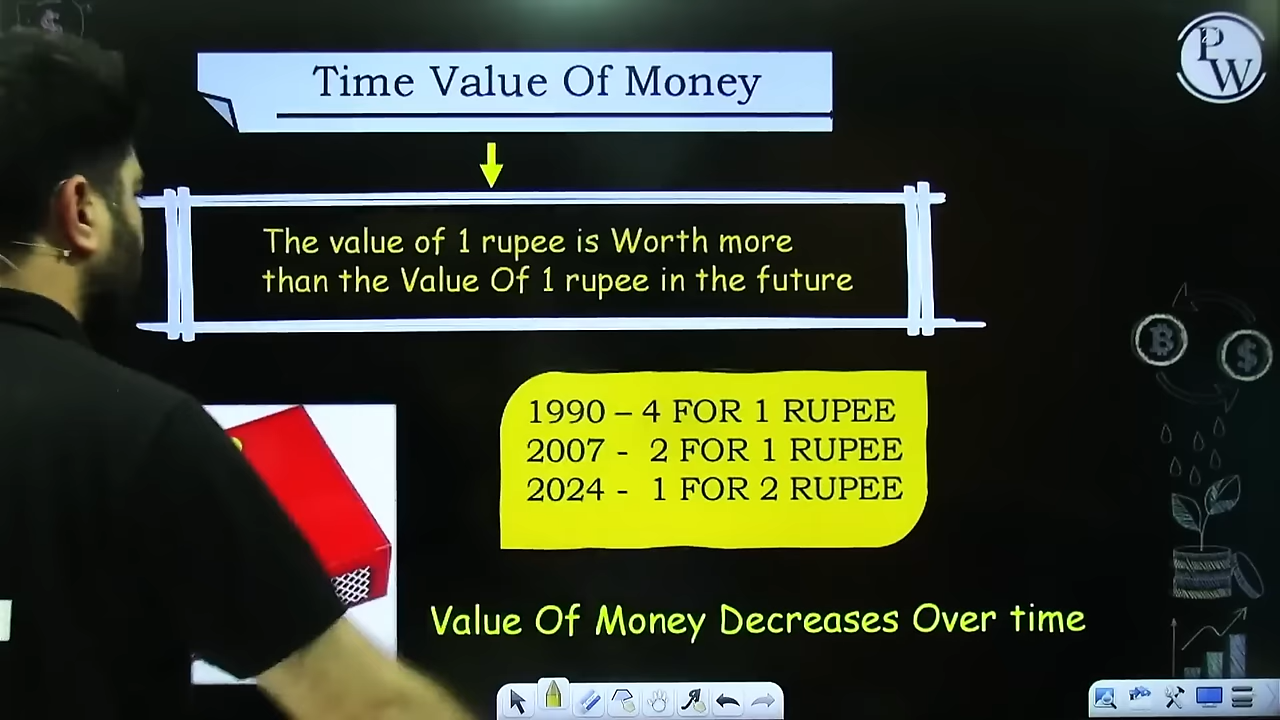 Time Value Of Money
PW
The value of 1 rupee is Worth more
than the Value Of 1 rupee in the future
1990 – 4 FOR 1 RUPEE
2007 - 2 FOR 1 RUPEE
2024 - 1 FOR 2 RUPEE
Value Of Money Decreases Over time